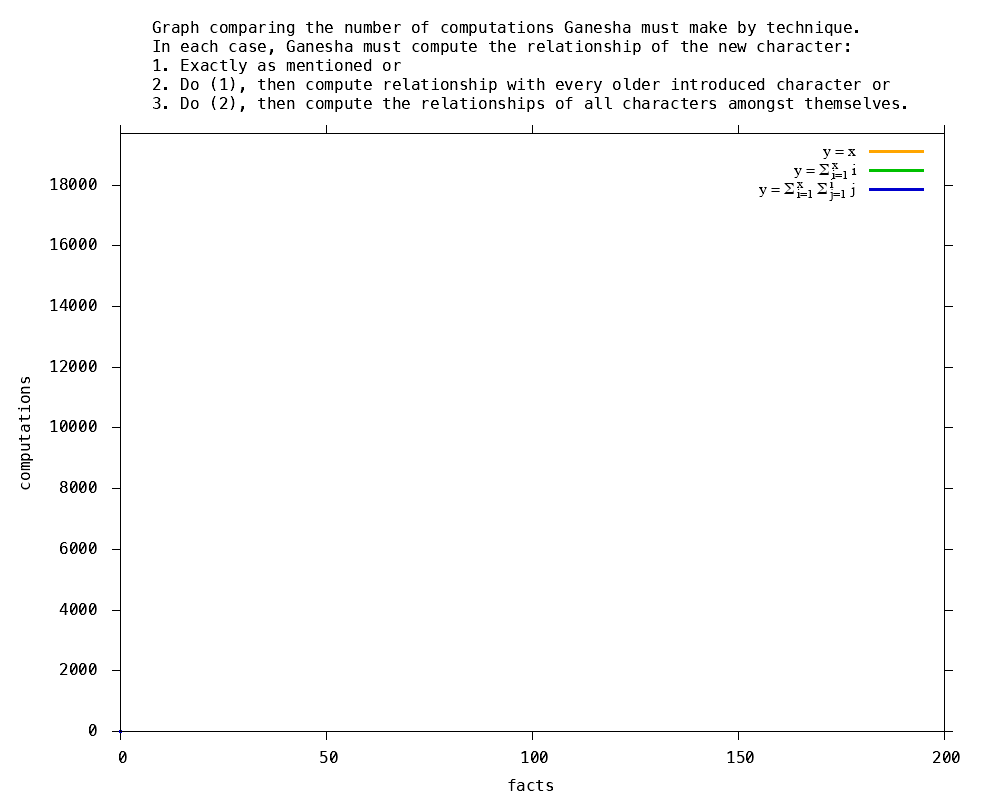 Graph comparing the number of computations Ganesha must make by technique.
In each case, Ganesha must compute the relationship of the new character:
1. Exactly as mentioned or
2. Do (1), then compute relationship with every older introduced character or
3. Do (2), then compute the relationships of all characters amongst themselves.
y = x
y = Σ^x_{i=1} i
y = Σ^x_{i=1} Σ^i_{j=1} j
18000
16000
14000
12000
10000
8000
6000
4000
2000
0
computations
0 50 100 150 200
facts